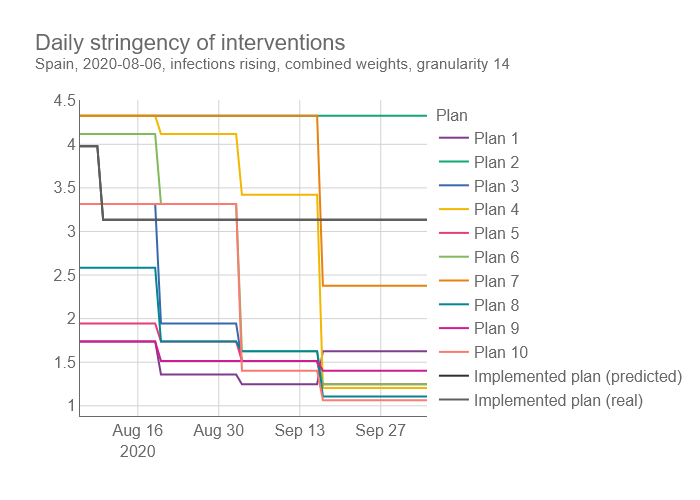 Daily stringency of interventions
Spain, 2020-08-06, infections rising, combined weights, granularity 14
4.5
4
3.5
3
2.5
2
1.5
1
Aug 16
2020
Aug 30
Sep 13
Sep 27
Plan
Plan 1
Plan 2
Plan 3
Plan 4
Plan 5
Plan 6
Plan 7
Plan 8
Plan 9
Plan 10
Implemented plan (predicted)
Implemented plan (real)